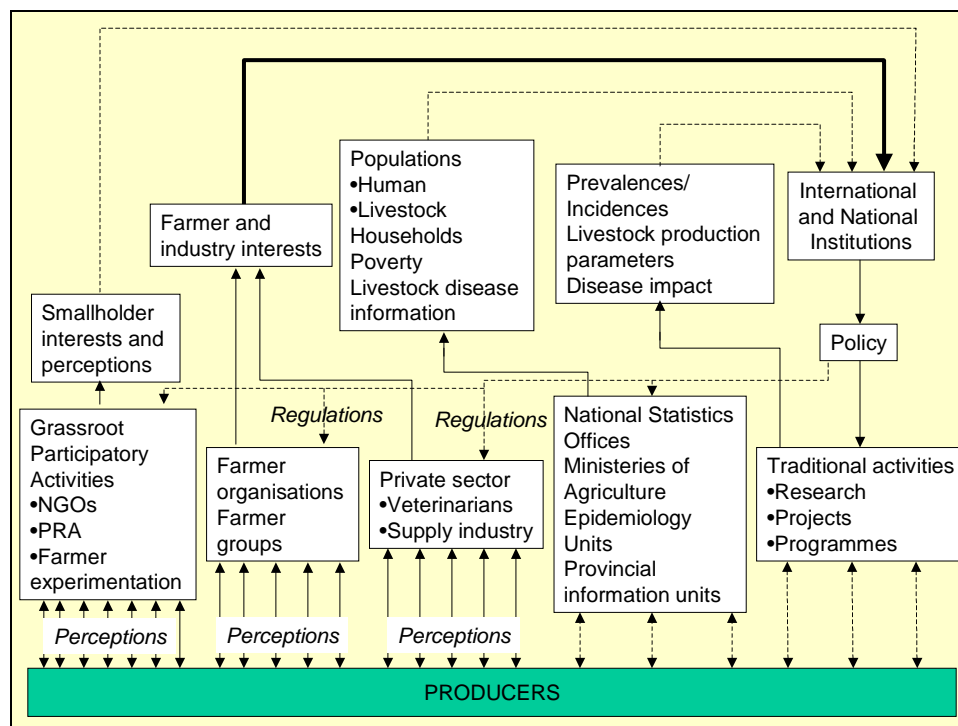 Populations
•Human
•Livestock
Households
Poverty
Livestock disease
information
Prevalences/
Incidences
Livestock production
parameters
Disease impact
International
and National
Institutions
Farmer and
industry interests
Smallholder
interests and
perceptions
Policy
Regulations
Regulations
Grassroot
Participatory
Activities
•NGOs
•PRA
•Farmer
experimentation
Farmer
organisations
Farmer
groups
Private sector
•Veterinarians
•Supply industry
National Statistics
Offices
Ministeries of
Agriculture
Epidemiology
Units
Provincial
information units
Traditional activities
•Research
•Projects
•Programmes
Perceptions
Perceptions
Perceptions
PRODUCERS